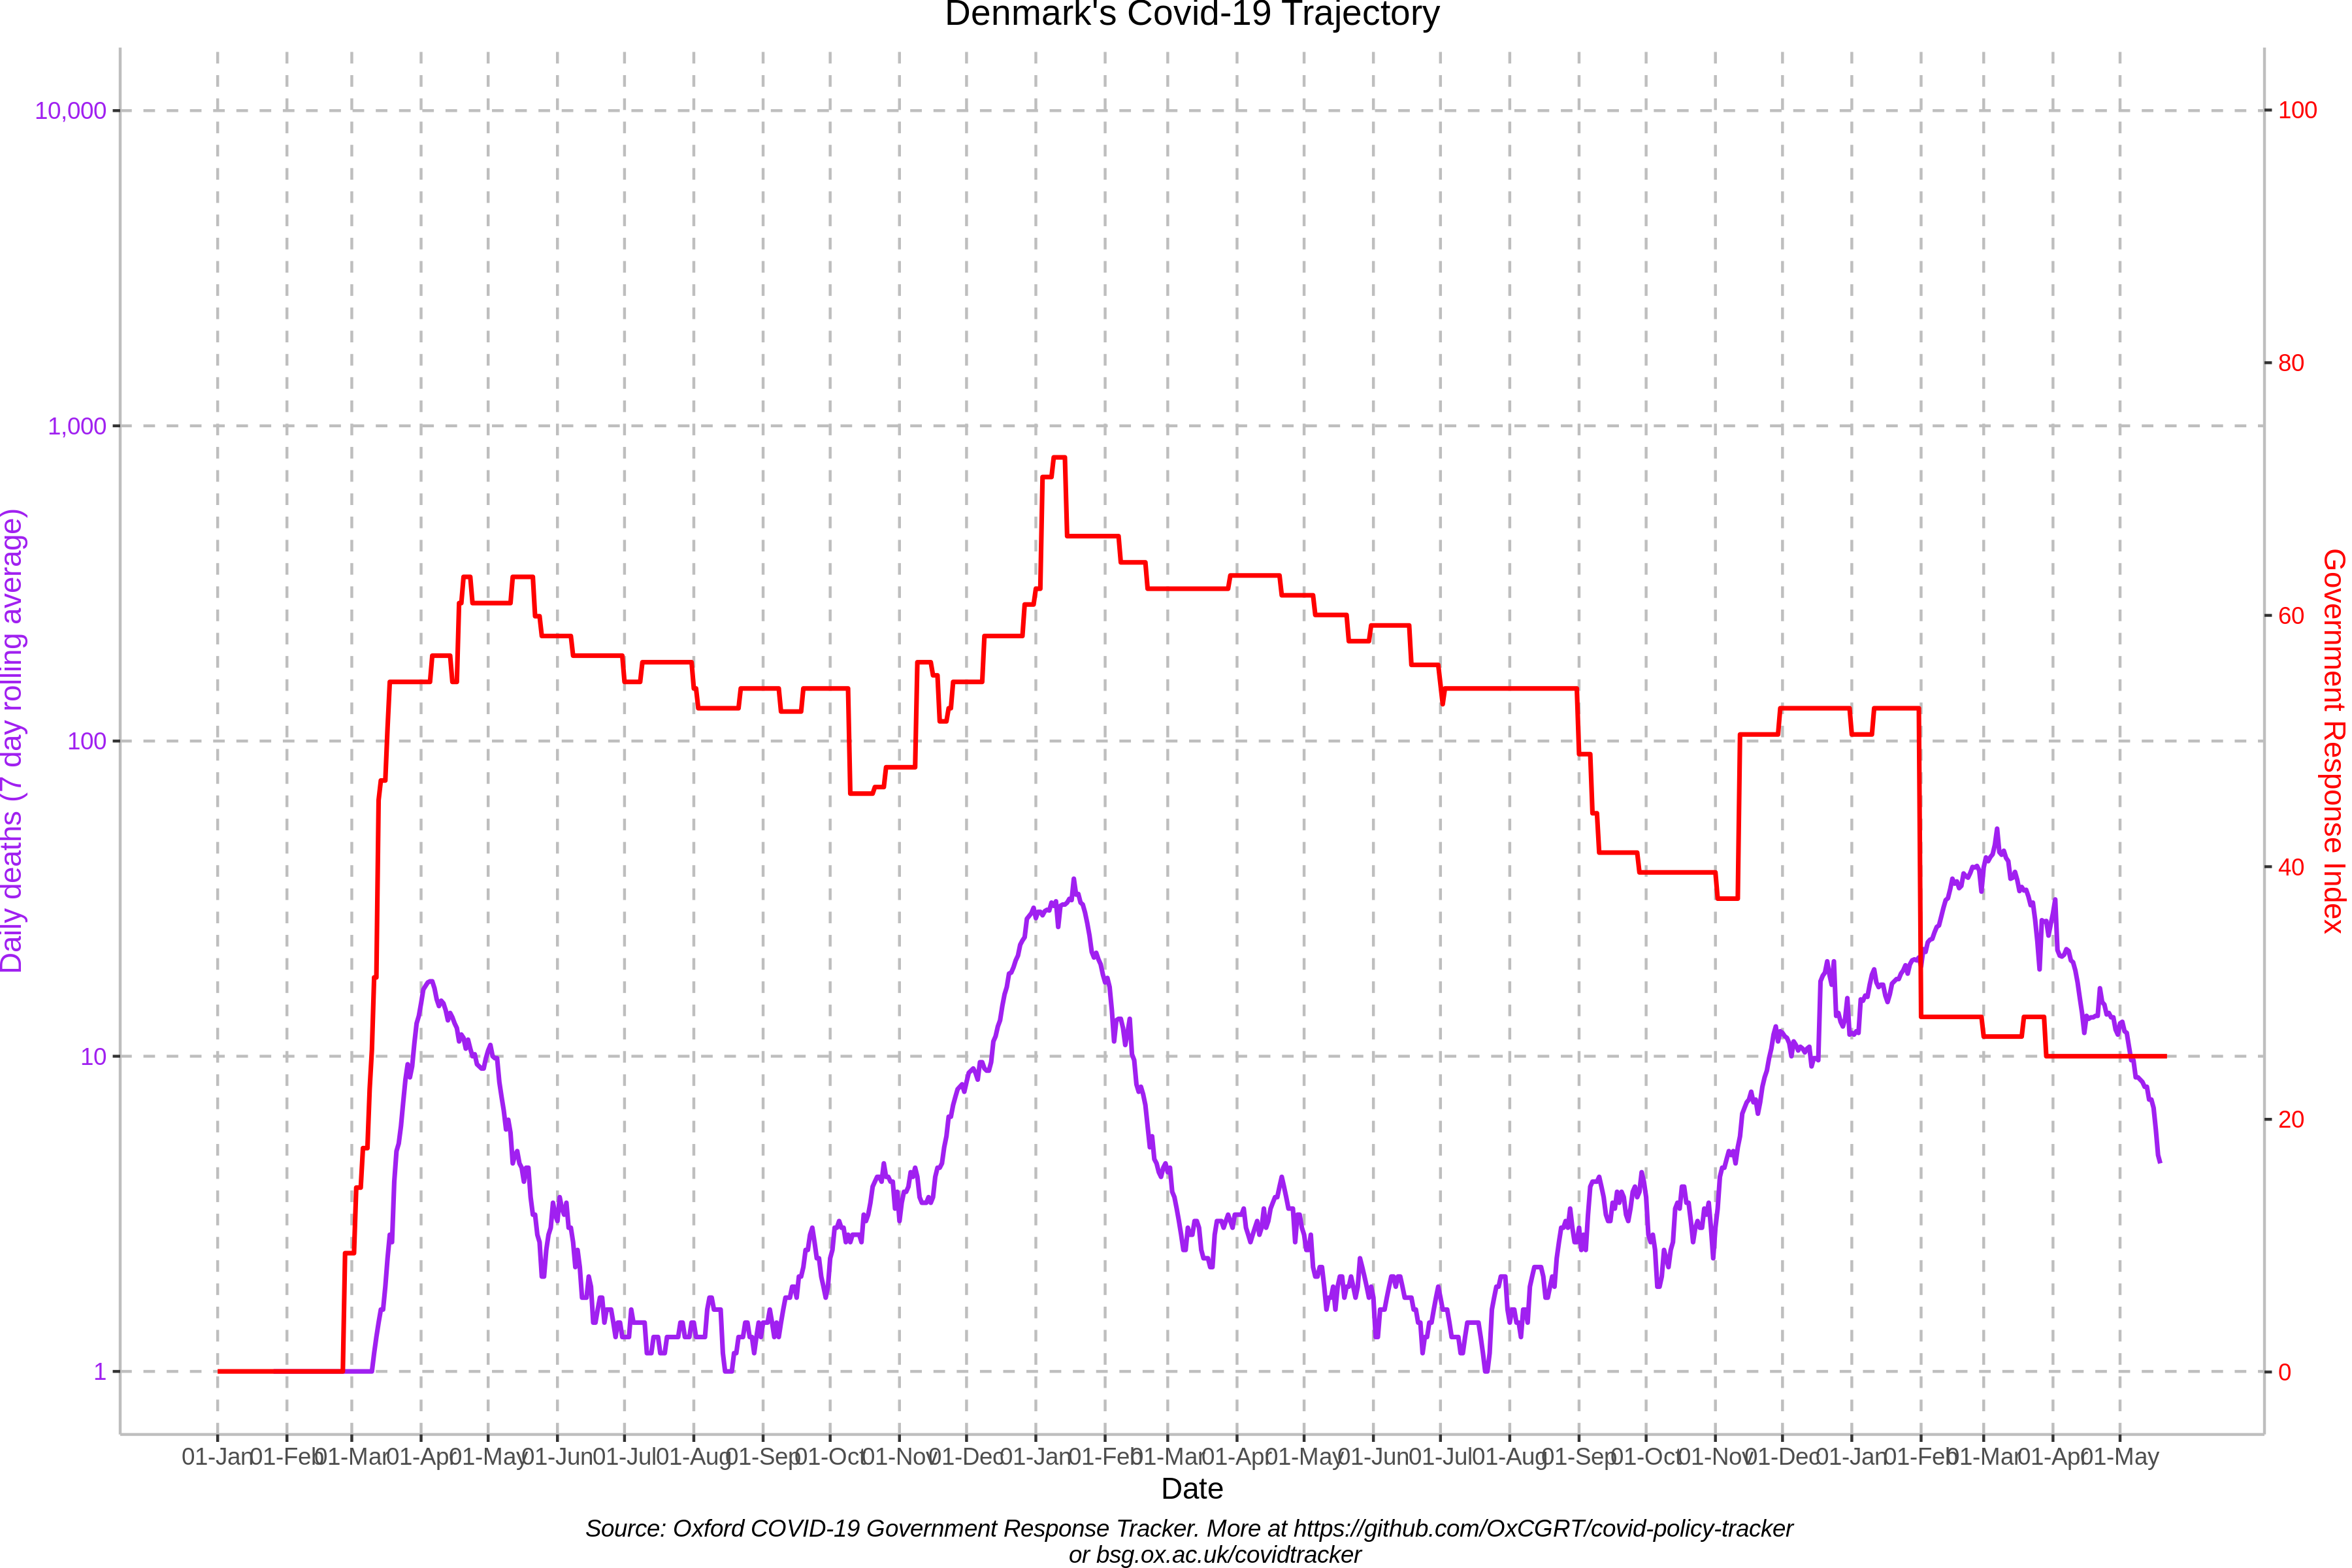 Denmark's Covid-19 Trajectory
10,000
1,000
100
10
1
Daily deaths (7 day rolling average)
100
80
60
40
20
0
Government Response Index
01-Jan 01-Feb 01-Mar 01-Apr 01-May 01-Jun 01-Jul 01-Aug 01-Sep 01-Oct 01-Nov 01-Dec 01-Jan 01-Feb 01-Mar 01-Apr 01-May 01-Jun 01-Jul 01-Aug 01-Sep 01-Oct 01-Nov 01-Dec 01-Jan 01-Feb 01-Mar 01-Apr 01-May
Date
Source: Oxford COVID-19 Government Response Tracker. More at https://github.com/OxCGRT/covid-policy-tracker
or bsg.ox.ac.uk/covidtracker